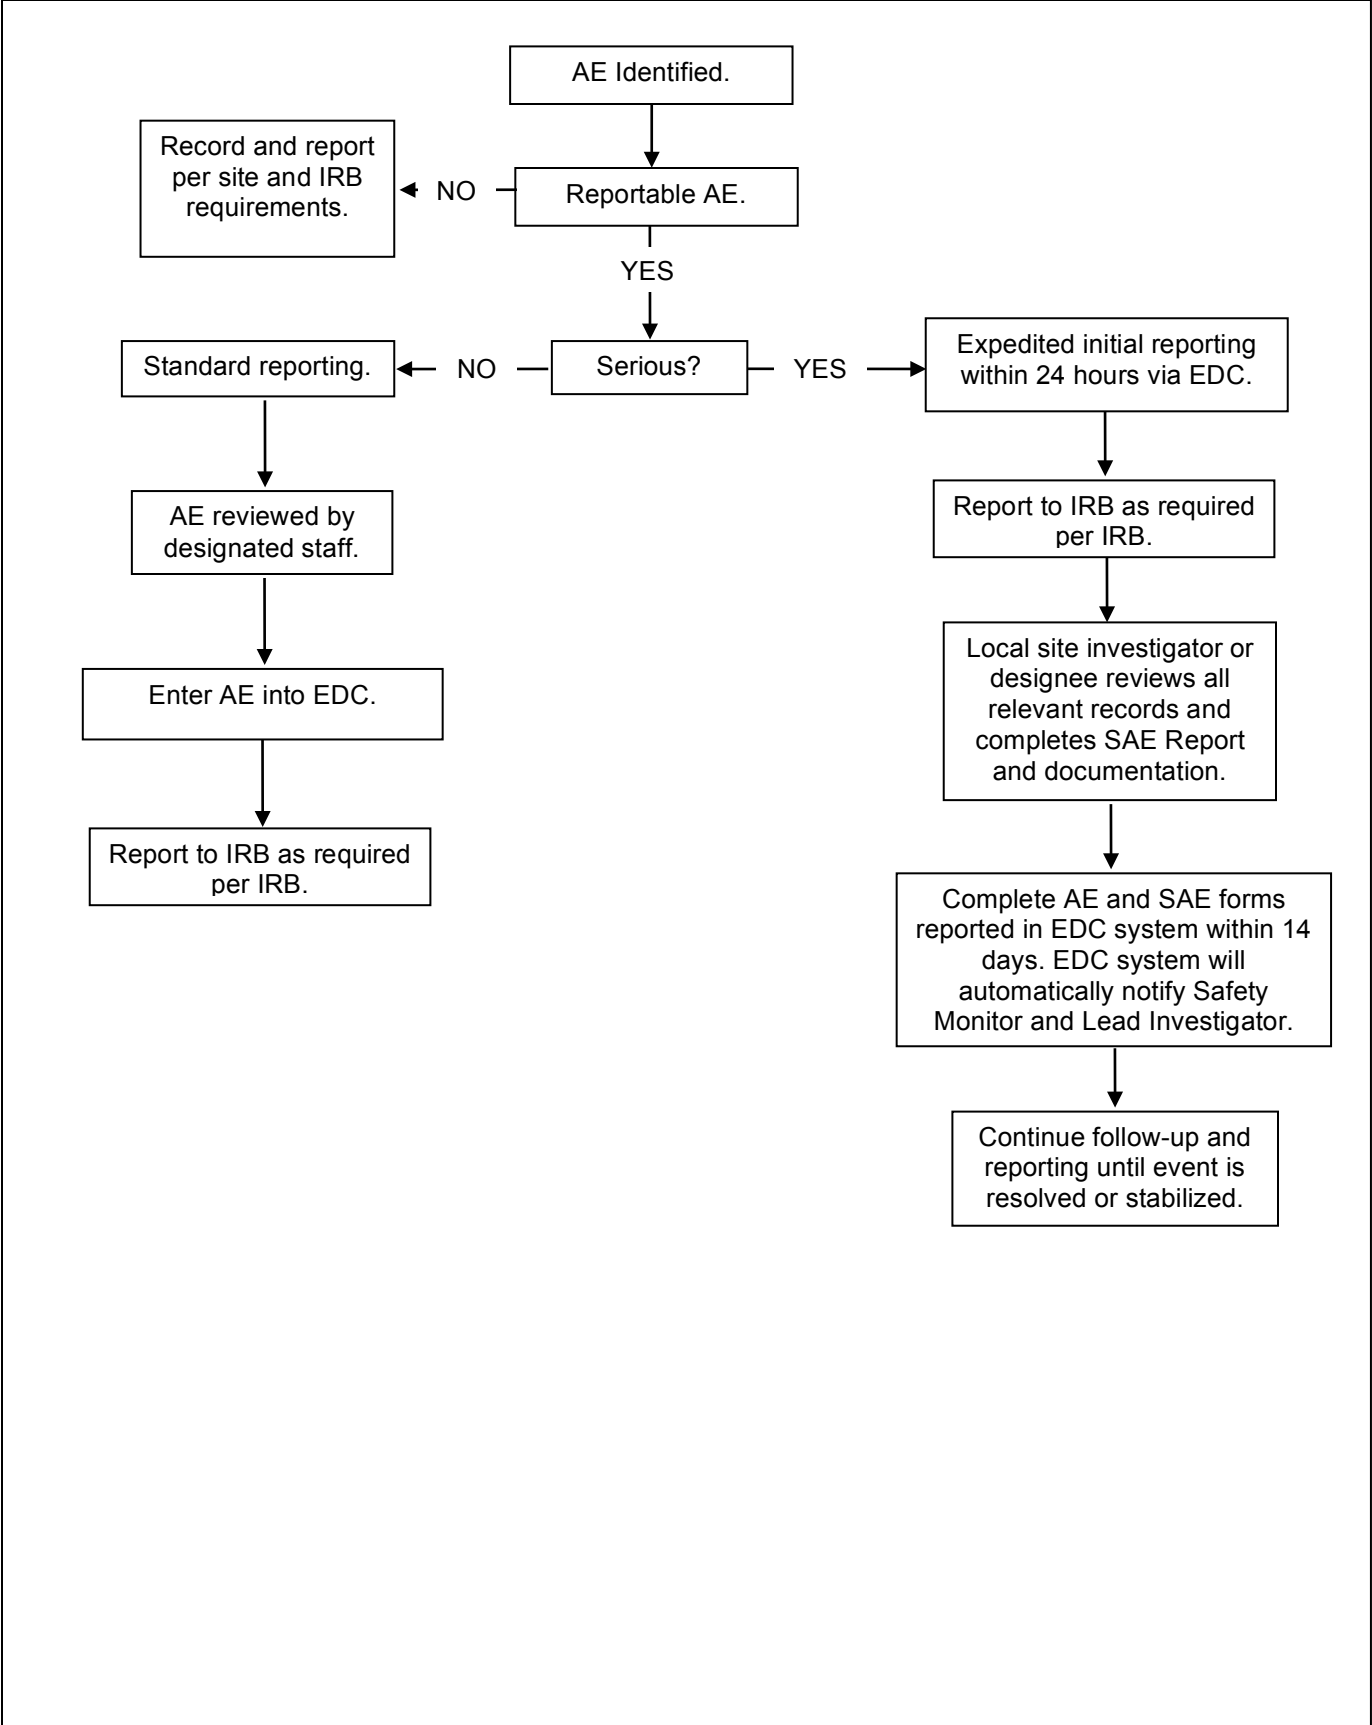 AE Identified.
Record and report
per site and IRB
requirements.
NO
Reportable AE.
YES
Standard reporting.
NO
Serious?
YES
Expedited initial reporting
within 24 hours via EDC.
AE reviewed by
designated staff.
Enter AE into EDC.
Report to IRB as required
per IRB.
Report to IRB as required
per IRB.
Local site investigator or
designee reviews all
relevant records and
completes SAE Report
and documentation.
Complete AE and SAE forms
reported in EDC system within 14
days. EDC system will
automatically notify Safety
Monitor and Lead Investigator.
Continue follow-up and
reporting until event is
resolved or stabilized.